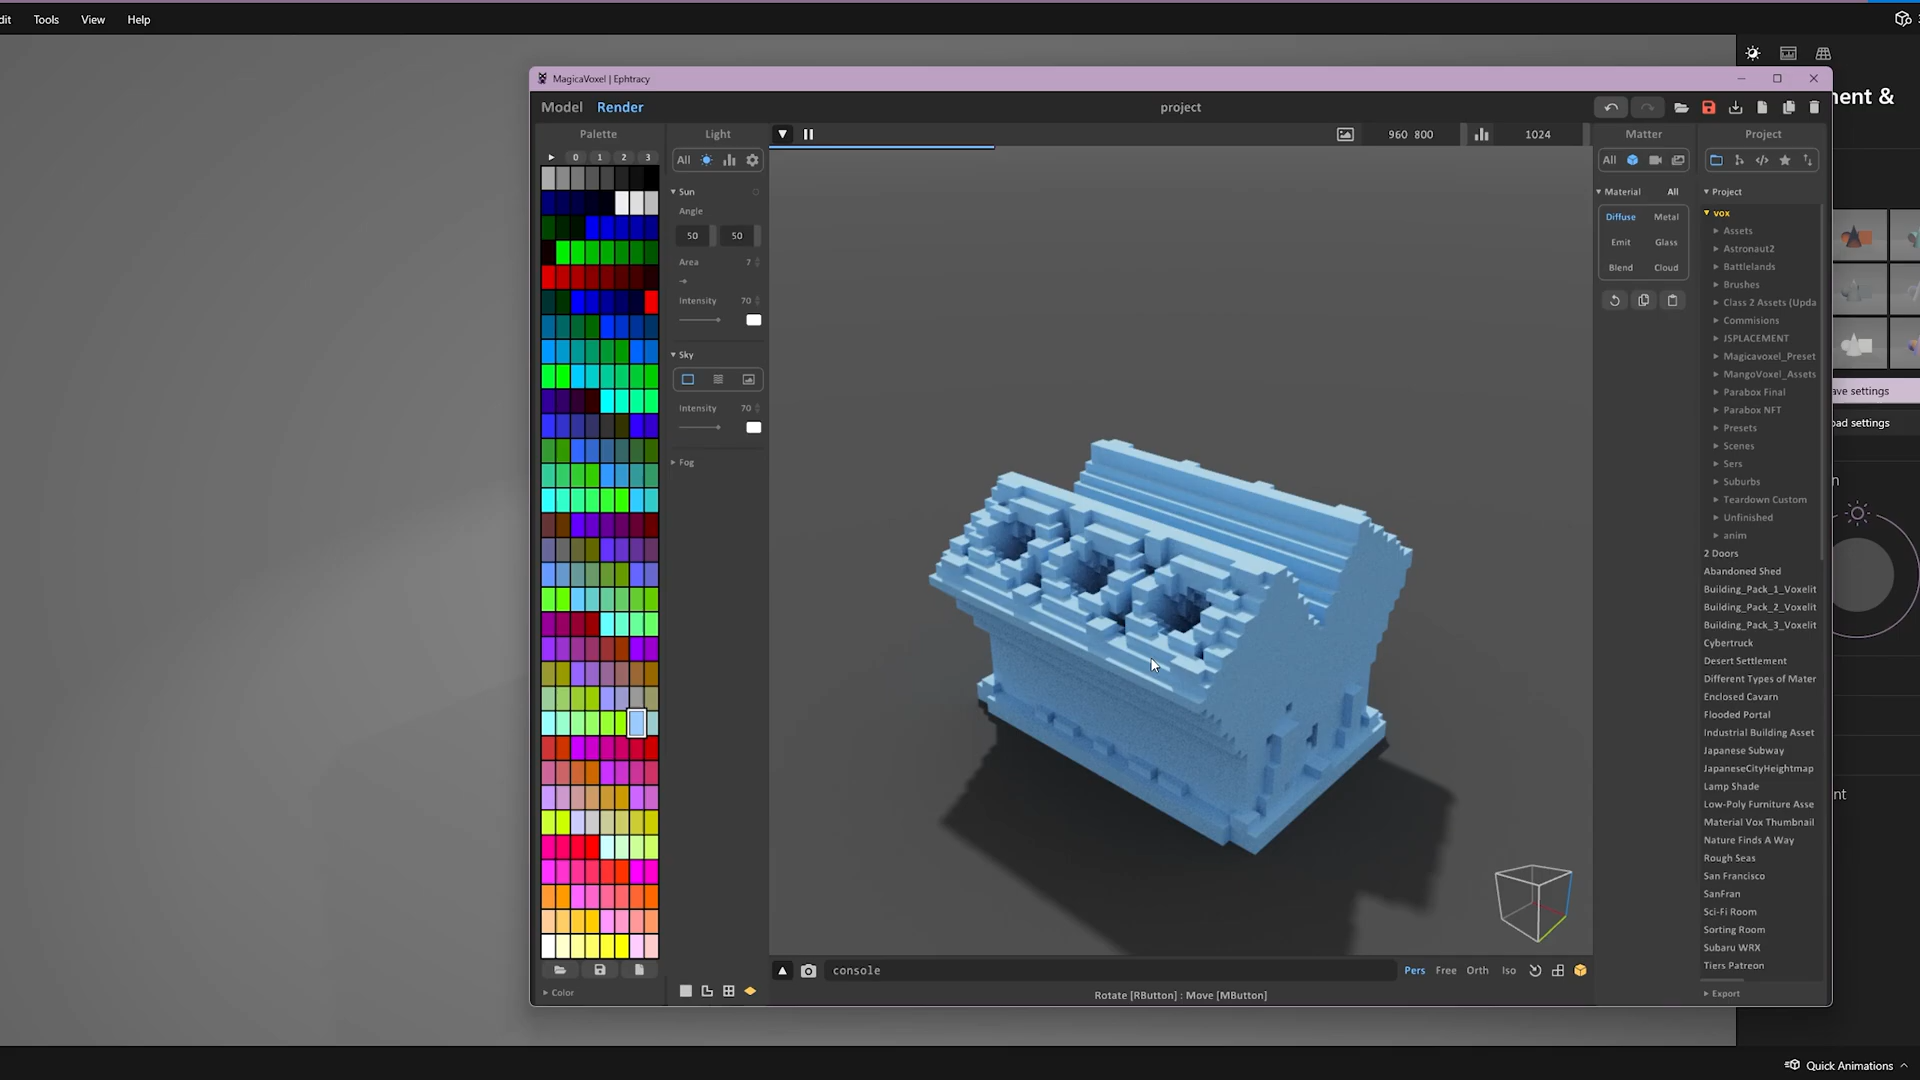 dit Tools View Help
MagicaVoxel | Ephtracy
Model Render
project
Palette
0 1 2 3
Color
Light
All
Sun
Angle
50 50
Area 7
Intensity 70
Sky
Intensity 70
Fog
960 800
1024
console
Pers Free Orth Iso
Rotate [RButton] : Move [MButton]
Matter
All
Material All
Diffuse Metal
Emit Glass
Blend Cloud
Project
Project
vox
Assets
Astronaut2
Battlelands
Brushes
Class 2 Assets (Upda
Commisions
JSPLACEMENT
Magicavoxel_Preset
MangoVoxel_Assets
Parabox Final
Parabox NFT
Presets
Scenes
Sers
Suburbs
Teardown Custom
Unfinished
anim
2 Doors
Abandoned Shed
Building_Pack_1_Voxelit
Building_Pack_2_Voxelit
Building_Pack_3_Voxelit
Cybertruck
Desert Settlement
Different Types of Mater
Enclosed Cavarn
Flooded Portal
Industrial Building Asset
Japanese Subway
JapaneseCityHeightmap
Lamp Shade
Low-Poly Furniture Asse
Material Vox Thumbnail
Nature Finds A Way
Rough Seas
San Francisco
SanFran
Sci-Fi Room
Sorting Room
Subaru WRX
Tiers Patreon
Export
nent &
ave settings
oad settings
n
nt
Quick Animations